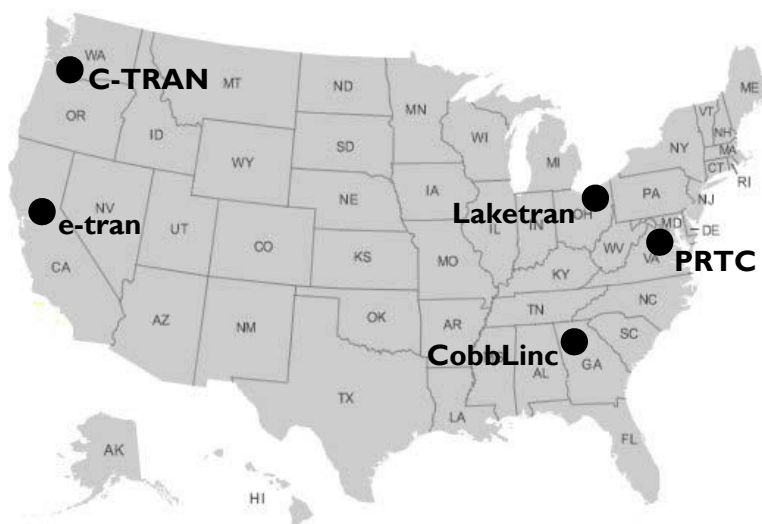 WA
C-TRAN
MT
ND
MN
ME
OR
ID
SD
WI
VT
NH
NY
MA
CT
RI
WY
MI
IA
PA
NJ
NV
NE
Laketran
OH
e-tran
UT
CO
IL
IN
MD
DE
WV
VA
PRTC
CA
KS
MO
KY
NC
TN
AZ
NM
OK
AR
SC
CobbLinc
GA
AL
TX
LA
FL
AK
HI